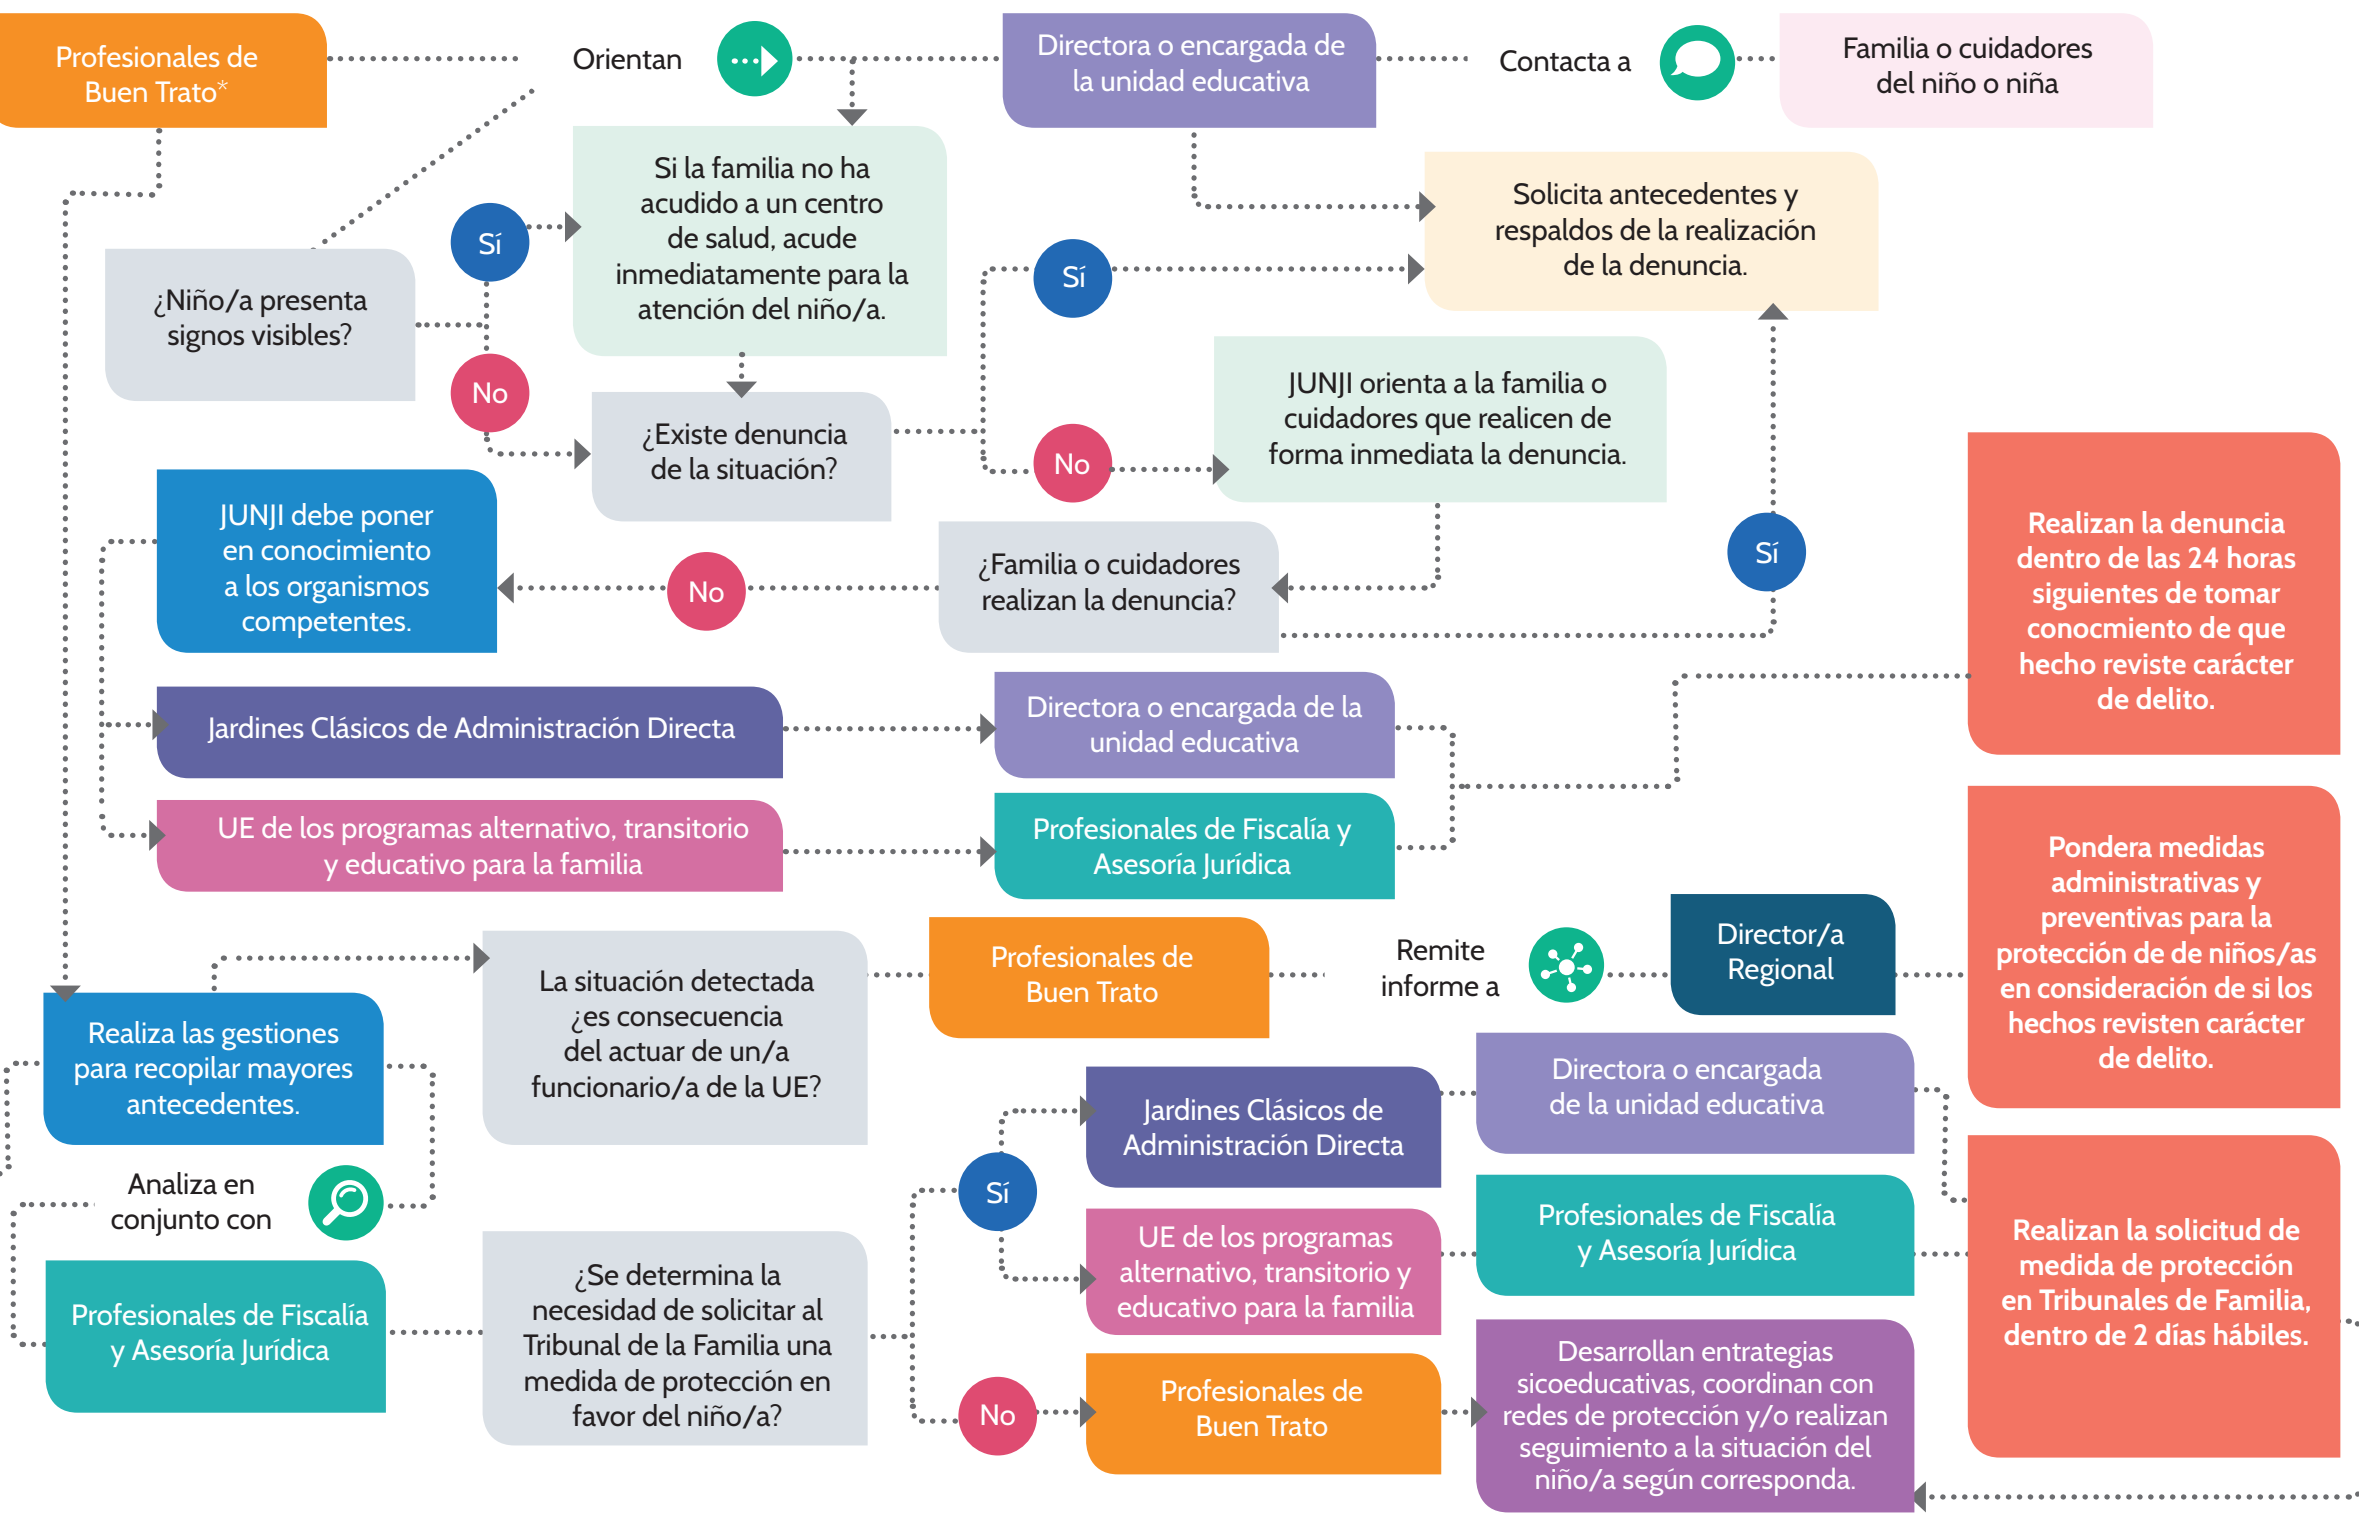 Profesionales de
Buen Trato*
Orientan
Directora o encargada de
la unidad educativa
Contacta a
Familia o cuidadores
del niño o niña
Si la familia no ha
acudido a un centro
de salud, acude
inmediatamente para la
atención del niño/a.
Solicita antecedentes y
respaldos de la realización
de la denuncia.
¿Niño/a presenta
signos visibles?
Sí
No
Sí
No
¿Existe denuncia
de la situación?
JUNJI orienta a la familia o
cuidadores que realicen de
forma inmediata la denuncia.
JUNJI debe poner
en conocimiento
a los organismos
competentes.
No
¿Familia o cuidadores
realizan la denuncia?
Sí
Realizan la denuncia
dentro de las 24 horas
siguientes de tomar
conocmiento de que
hecho reviste carácter
de delito.
Jardines Clásicos de Administración Directa
Directora o encargada de la
unidad educativa
UE de los programas alternativo, transitorio
y educativo para la familia
Profesionales de Fiscalía y
Asesoría Jurídica
La situación detectada
¿es consecuencia
del actuar de un/a
funcionario/a de la UE?
Profesionales de
Buen Trato
Remite
informe a
Director/a
Regional
Pondera medidas
administrativas y
preventivas para la
protección de de niños/as
en consideración de si los
hechos revisten carácter
de delito.
Realiza las gestiones
para recopilar mayores
antecedentes.
Analiza en
conjunto con
Profesionales de Fiscalía
y Asesoría Jurídica
¿Se determina la
necesidad de solicitar al
Tribunal de la Familia una
medida de protección en
favor del niño/a?
Sí
No
Jardines Clásicos de
Administración Directa
Directora o encargada
de la unidad educativa
UE de los programas
alternativo, transitorio y
educativo para la familia
Profesionales de Fiscalía
y Asesoría Jurídica
Realizan la solicitud de
medida de protección
en Tribunales de Familia,
dentro de 2 días hábiles.
Profesionales de
Buen Trato
Desarrollan entrategias
sicoeducativas, coordinan con
redes de protección y/o realizan
seguimiento a la situación del
niño/a según corresponda.